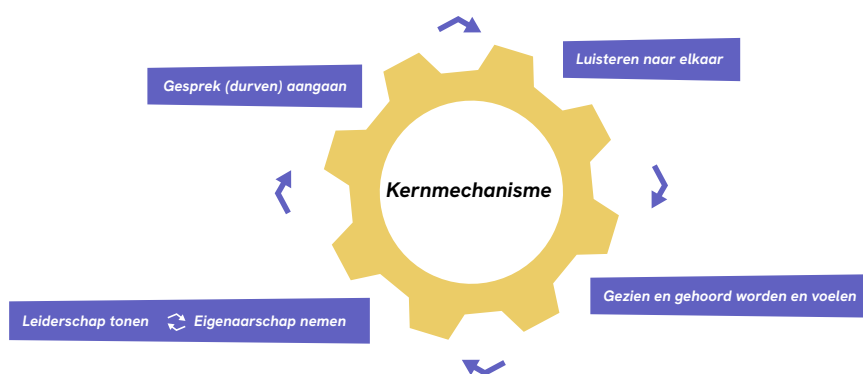 Gesprek (durven) aangaan
Luisteren naar elkaar
Kernmechanisme
Gezien en gehoord worden en voelen
Leiderschap tonen Eigenaarschap nemen